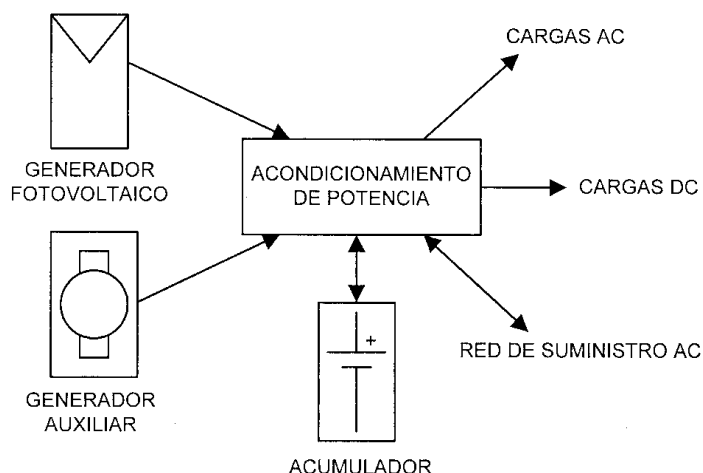 CARGAS AC
GENERADOR
FOTOVOLTAICO
ACONDICIONAMIENTO
DE POTENCIA
CARGAS DC
GENERADOR
AUXILIAR
+
RED DE SUMINISTRO AC
ACUMULADOR